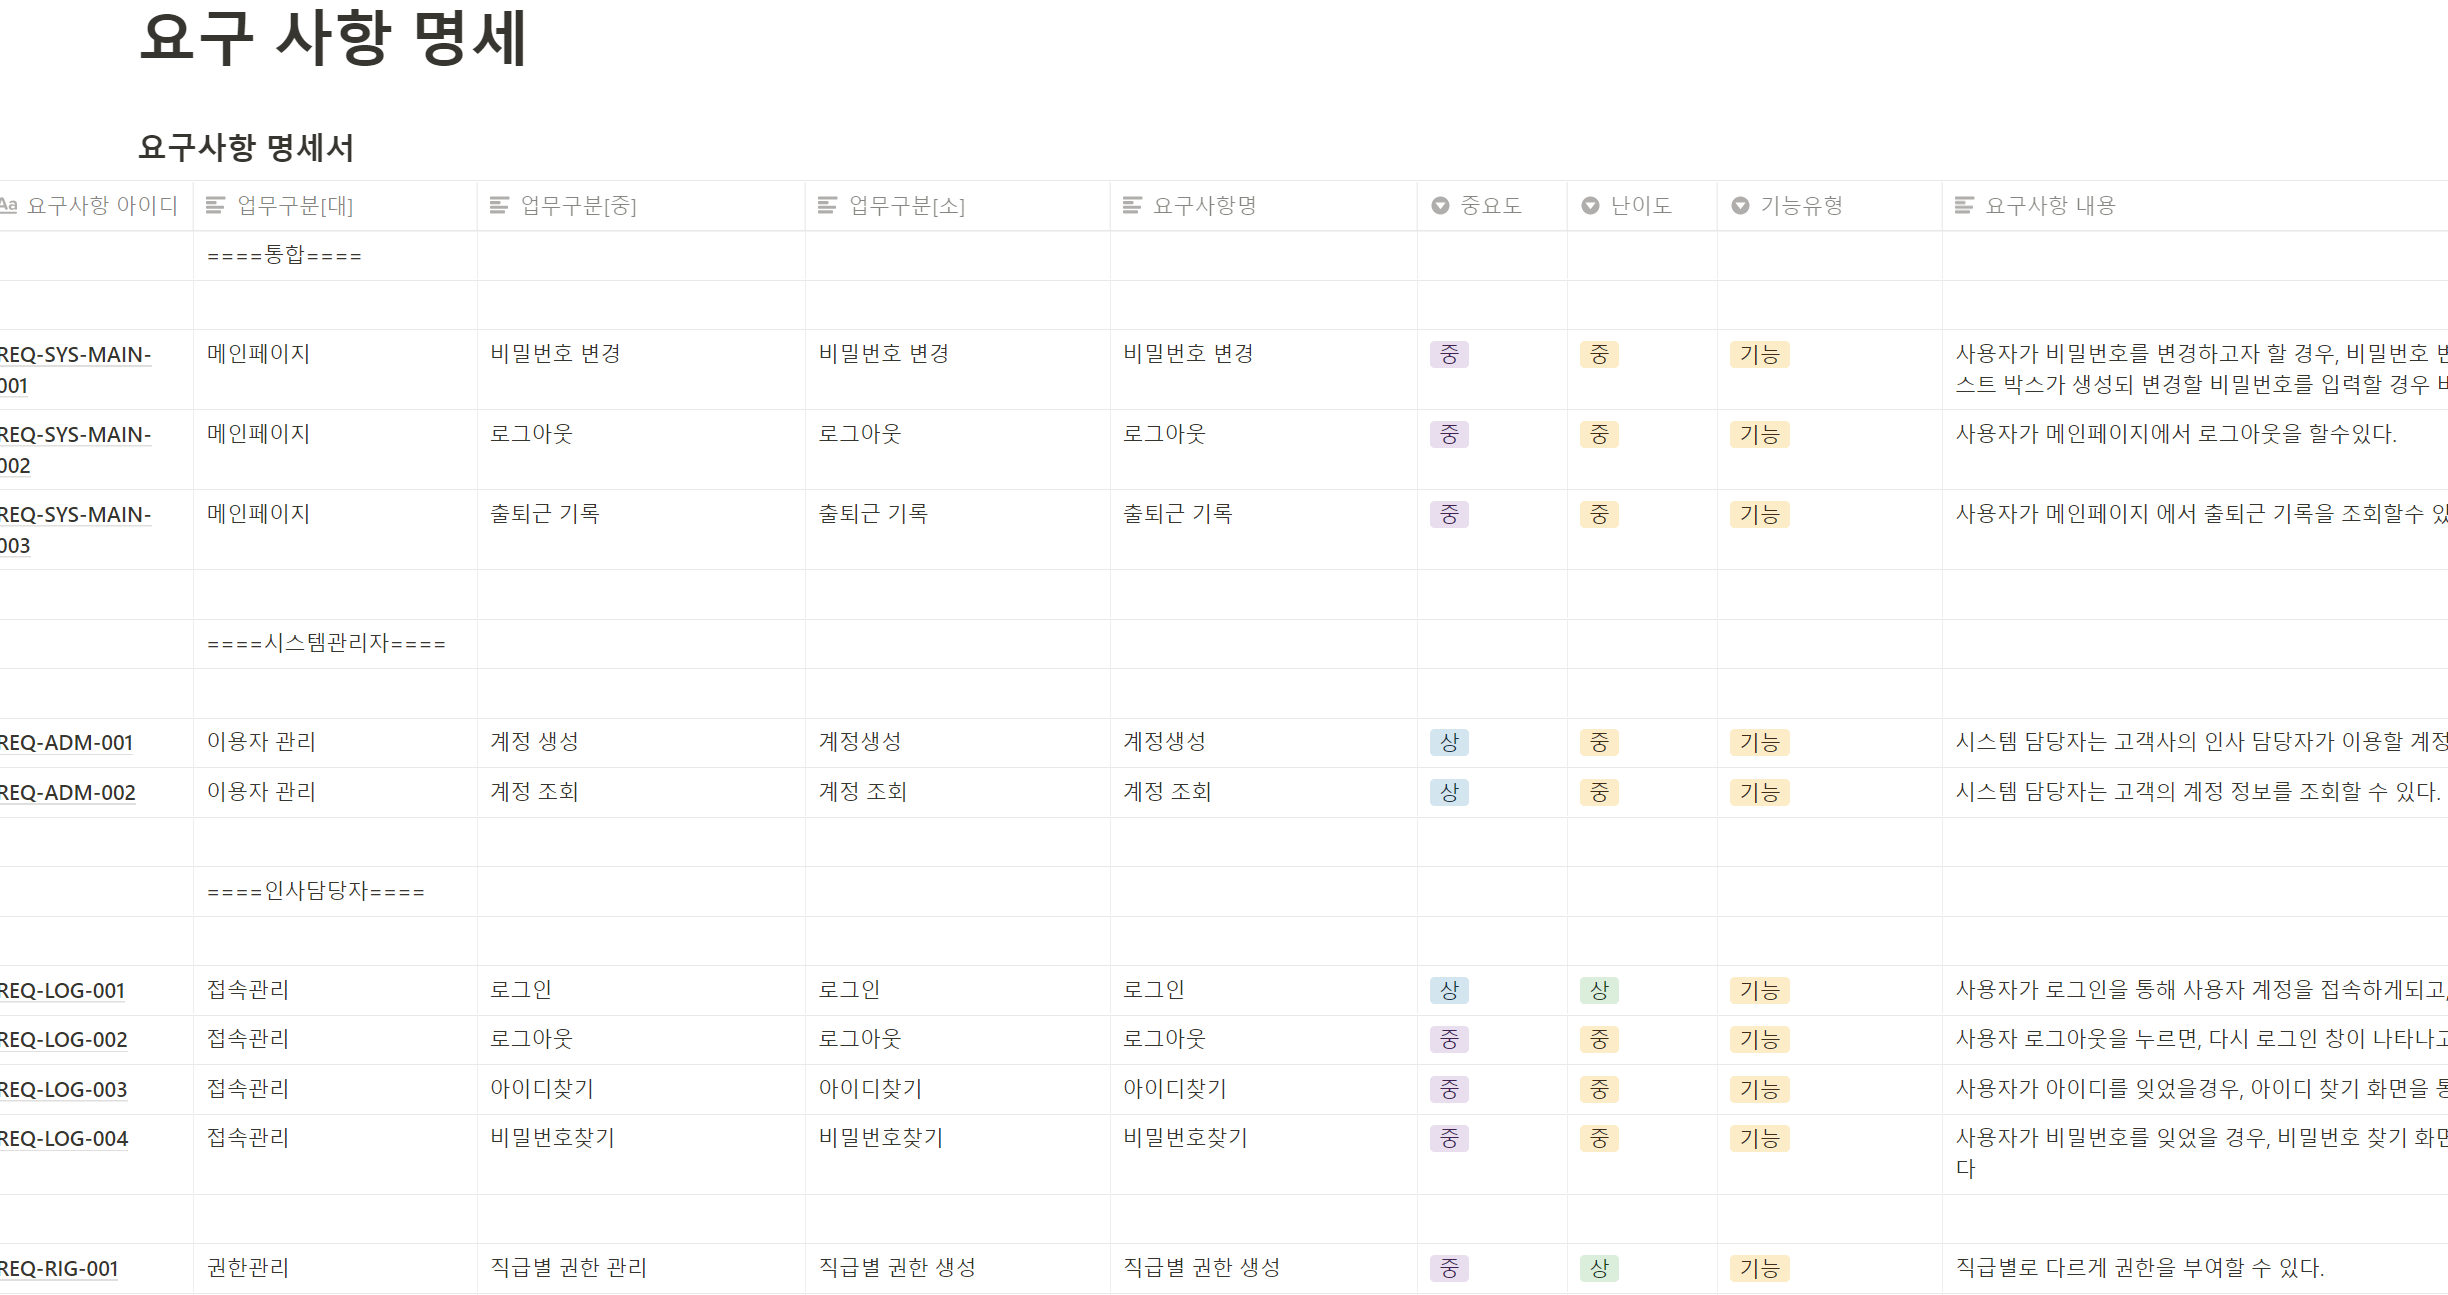 요구 사항 명세
요구사항 명세서
Aa 요구사항 아이디 업무구분[대] 업무구분[중] 업무구분[소] 요구사항명 중요도 난이도 기능유형 요구사항 내용
====통합====
REQ-SYS-MAIN- 메인페이지 비밀번호 변경 비밀번호 변경 비밀번호 변경 중 중 기능 사용자가 비밀번호를 변경하고자 할 경우, 비밀번호
001 스트 박스가 생성되 변경할 비밀번호를 입력할 경우
REQ-SYS-MAIN- 메인페이지 로그아웃 로그아웃 로그아웃 중 중 기능 사용자가 메인페이지에서 로그아웃을 할수있다.
002
REQ-SYS-MAIN- 메인페이지 출퇴근 기록 출퇴근 기록 출퇴근 기록 중 중 기능 사용자가 메인페이지 에서 출퇴근 기록을 조회할수
003
====시스템관리자====
REQ-ADM-001 이용자 관리 계정 생성 계정생성 계정생성 상 중 기능 시스템 담당자는 고객사의 인사 담당자가 이용할 계정
REQ-ADM-002 이용자 관리 계정 조회 계정 조회 계정 조회 상 중 기능 시스템 담당자는 고객의 계정 정보를 조회할 수 있다.
====인사담당자====
REQ-LOG-001 접속관리 로그인 로그인 로그인 상 상 기능 사용자가 로그인을 통해 사용자 계정을 접속하게되고,
REQ-LOG-002 접속관리 로그아웃 로그아웃 로그아웃 중 중 기능 사용자 로그아웃을 누르면, 다시 로그인 창이 나타나고
REQ-LOG-003 접속관리 아이디찾기 아이디찾기 아이디찾기 중 중 기능 사용자가 아이디를 잊었을경우, 아이디 찾기 화면을
REQ-LOG-004 접속관리 비밀번호찾기 비밀번호찾기 비밀번호찾기 중 중 기능 사용자가 비밀번호를 잊었을 경우, 비밀번호 찾기 화면
다
REQ-RIG-001 권한관리 직급별 권한 관리 직급별 권한 생성 직급별 권한 생성 중 상 기능 직급별로 다르게 권한을 부여할 수 있다.